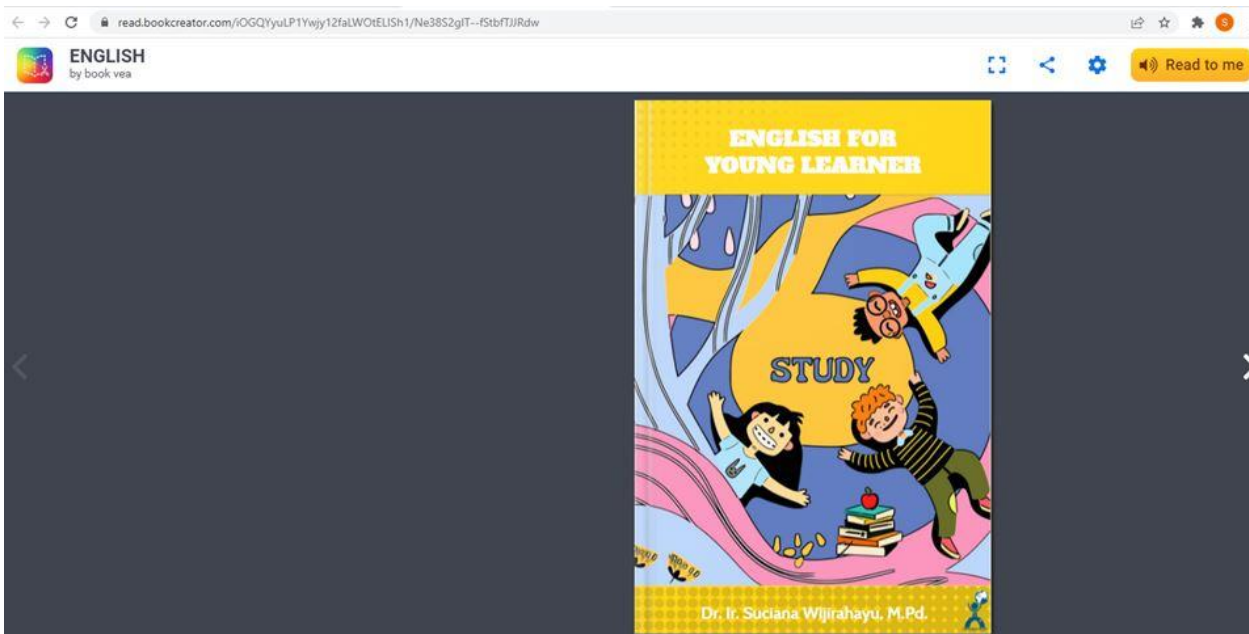 read.bookcreator.com/iOGQYyuLP1Ywjy12faLWOtELISh1/Ne38S2gIT--fStbfTJJRdw
S
ENGLISH
by book vea
Read to me
ENGLISH FOR
YOUNG LEARNER
STUDY
Dr. Ir. Suciana Wijirahayu, M.Pd.